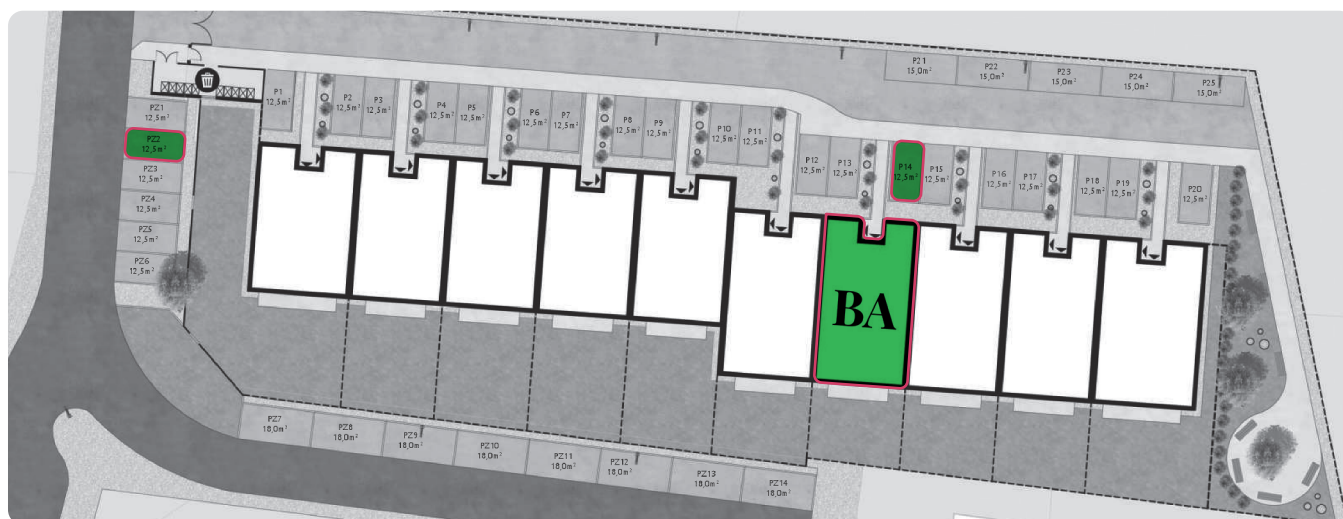 P21
15,0m²
P22
15,0m²
P23
15,0m²
P24
15,0m²
P25
15,0m²
P1
12,5m²
P2
12,5m²
P3
12,5m²
P4
12,5m²
P5
12,5m²
P6
12,5m²
P7
12,5m²
P8
12,5m²
P9
12,5m²
P10
12,5m²
P11
12,5m²
P12
12,5m²
P13
12,5m²
P14
12,5m²
P15
12,5m²
P16
12,5m²
P17
12,5m²
P18
12,5m²
P19
12,5m²
P20
12,5m²
PZ1
12,5m²
PZ2
12,5m²
PZ3
12,5m²
PZ4
12,5m²
PZ5
12,5m²
PZ6
12,5m²
BA
PZ7
18,0m²
PZ8
18,0m²
PZ9
18,0m²
PZ10
18,0m²
PZ11
18,0m²
PZ12
18,0m²
PZ13
18,0m²
PZ14
18,0m²